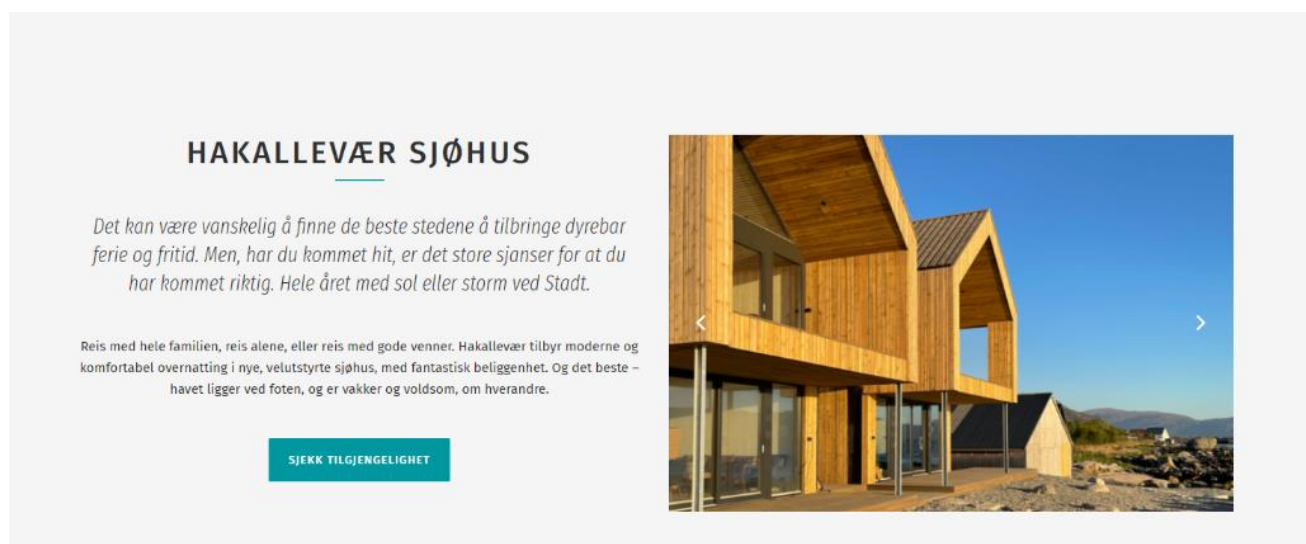 HAKALLEVÆR SJØHUS
Det kan være vanskelig å finne de beste stedene å tilbringe dyrebar
ferie og fritid. Men, har du kommet hit, er det store sjanser for at du
har kommet riktig. Hele året med sol eller storm ved Stadt.
Reis med hele familien, reis alene, eller reis med gode venner. Hakallevær tilbyr moderne og
komfortabel overnatting i nye, velutstyrte sjøhus, med fantastisk beliggenhet. Og det beste –
havet ligger ved foten, og er vakker og voldsom, om hverandre.
SJEKK TILGJENGELIGHET